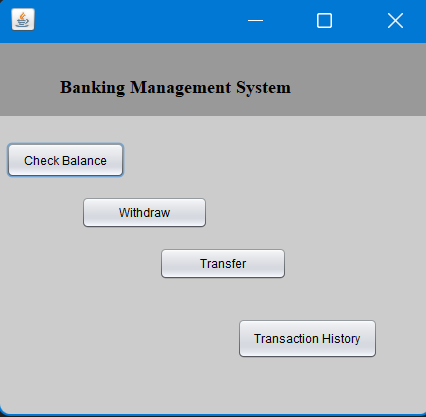 Banking Management System
Check Balance
Withdraw
Transfer
Transaction History